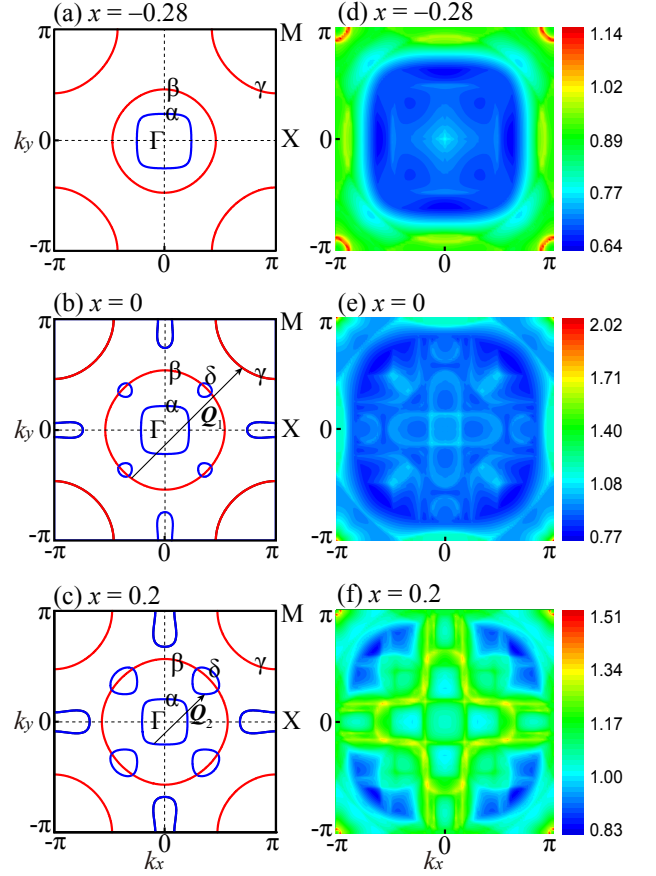 (a) x = –0.28
π
M
β
γ
α
ky 0
Γ
X
-π
-π
0
π
(d) x = –0.28
π
0
-π
-π
0
π
1.14
1.02
0.89
0.77
0.64
(b) x = 0
π
M
β
δ
γ
α
Q1
ky 0
Γ
X
-π
-π
0
π
(e) x = 0
π
0
-π
-π
0
π
2.02
1.71
1.40
1.08
0.77
(c) x = 0.2
π
M
β
δ
γ
α
ky 0
Γ
Q2
X
-π
-π
0
π
kx
(f) x = 0.2
π
0
-π
-π
0
π
kx
1.51
1.34
1.17
1.00
0.83